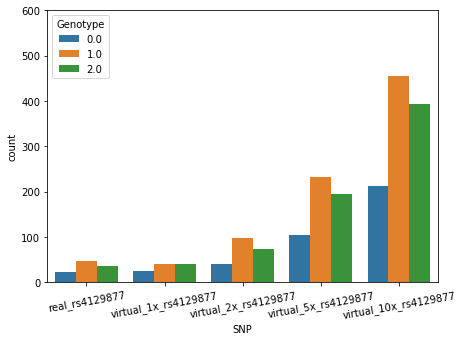 600
500
400
300
200
100
0
count
Genotype
0.0
1.0
2.0
real_rs4129877
virtual_1x_rs4129877
virtual_2x_rs4129877
virtual_5x_rs4129877
virtual_10x_rs4129877
SNP